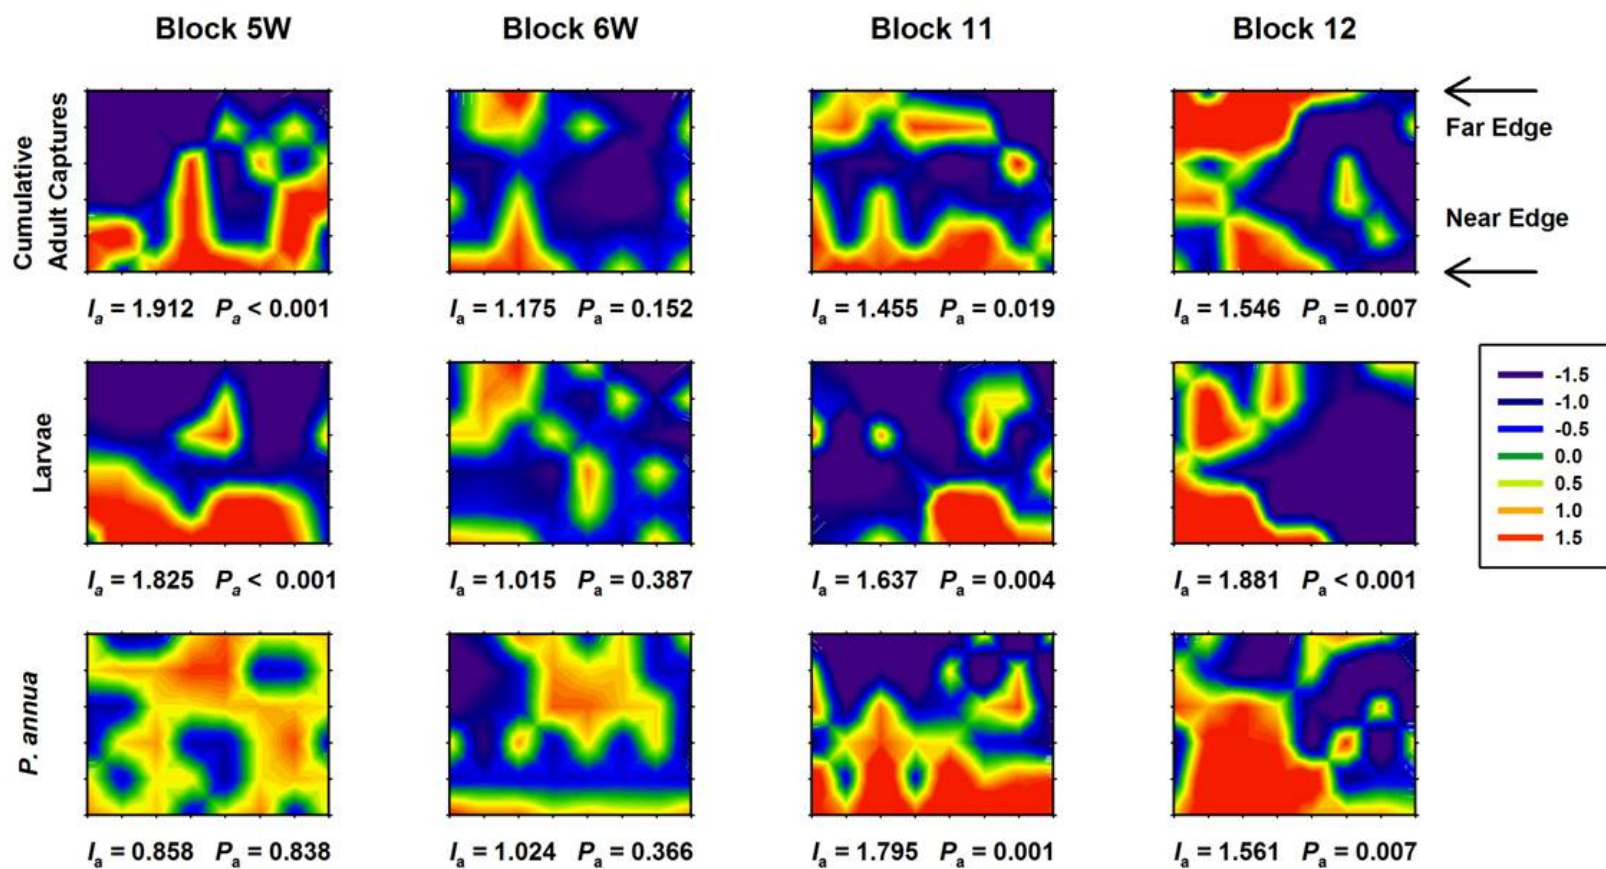 Block 5W Block 6W Block 11 Block 12
Cumulative
Adult Captures
Far Edge
Near Edge
Ia = 1.912 Pa < 0.001 Ia = 1.175 Pa = 0.152 Ia = 1.455 Pa = 0.019 Ia = 1.546 Pa = 0.007
-1.5
-1.0
-0.5
0.0
0.5
1.0
1.5
Larvae
Ia = 1.825 Pa < 0.001 Ia = 1.015 Pa = 0.387 Ia = 1.637 Pa = 0.004 Ia = 1.881 Pa < 0.001
P. annua
Ia = 0.858 Pa = 0.838 Ia = 1.024 Pa = 0.366 Ia = 1.795 Pa = 0.001 Ia = 1.561 Pa = 0.007